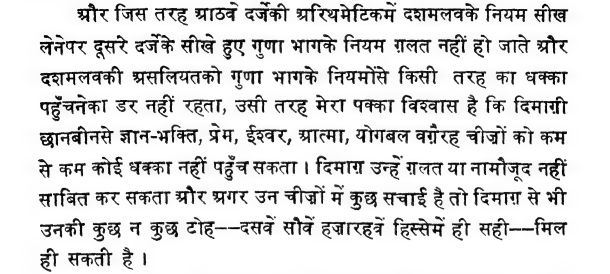 और जिस तरह आठवे दर्जेकी अरिथमेटिकमें दशमलवके नियम सीख
लेनेपर दूसरे दर्जेके सीखे हुए गुणा भागके नियम ग़लत नहीं हो जाते और
दशमलवकी असलियतको गुणा भागके नियमोंसे किसी तरह का धक्का
पहुँचनेका डर नहीं रहता, उसी तरह मेरा पक्का विश्वास है कि दिमाग़ी
छानबीनसे ज्ञान-भक्ति, प्रेम, ईश्वर, आत्मा, योगबल वग़ैरह चीज़ों को कम
से कम कोई धक्का नहीं पहुँच सकता । दिमाग़ उन्हें ग़लत या नामौजूद नहीं
साबित कर सकता और अगर उन चीज़ों में कुछ सचाई है तो दिमाग़ से भी
उनकी कुछ न कुछ टोह--दसवें सौवें हज़ारहवें हिस्सेमें ही सही--मिल
ही सकती है ।